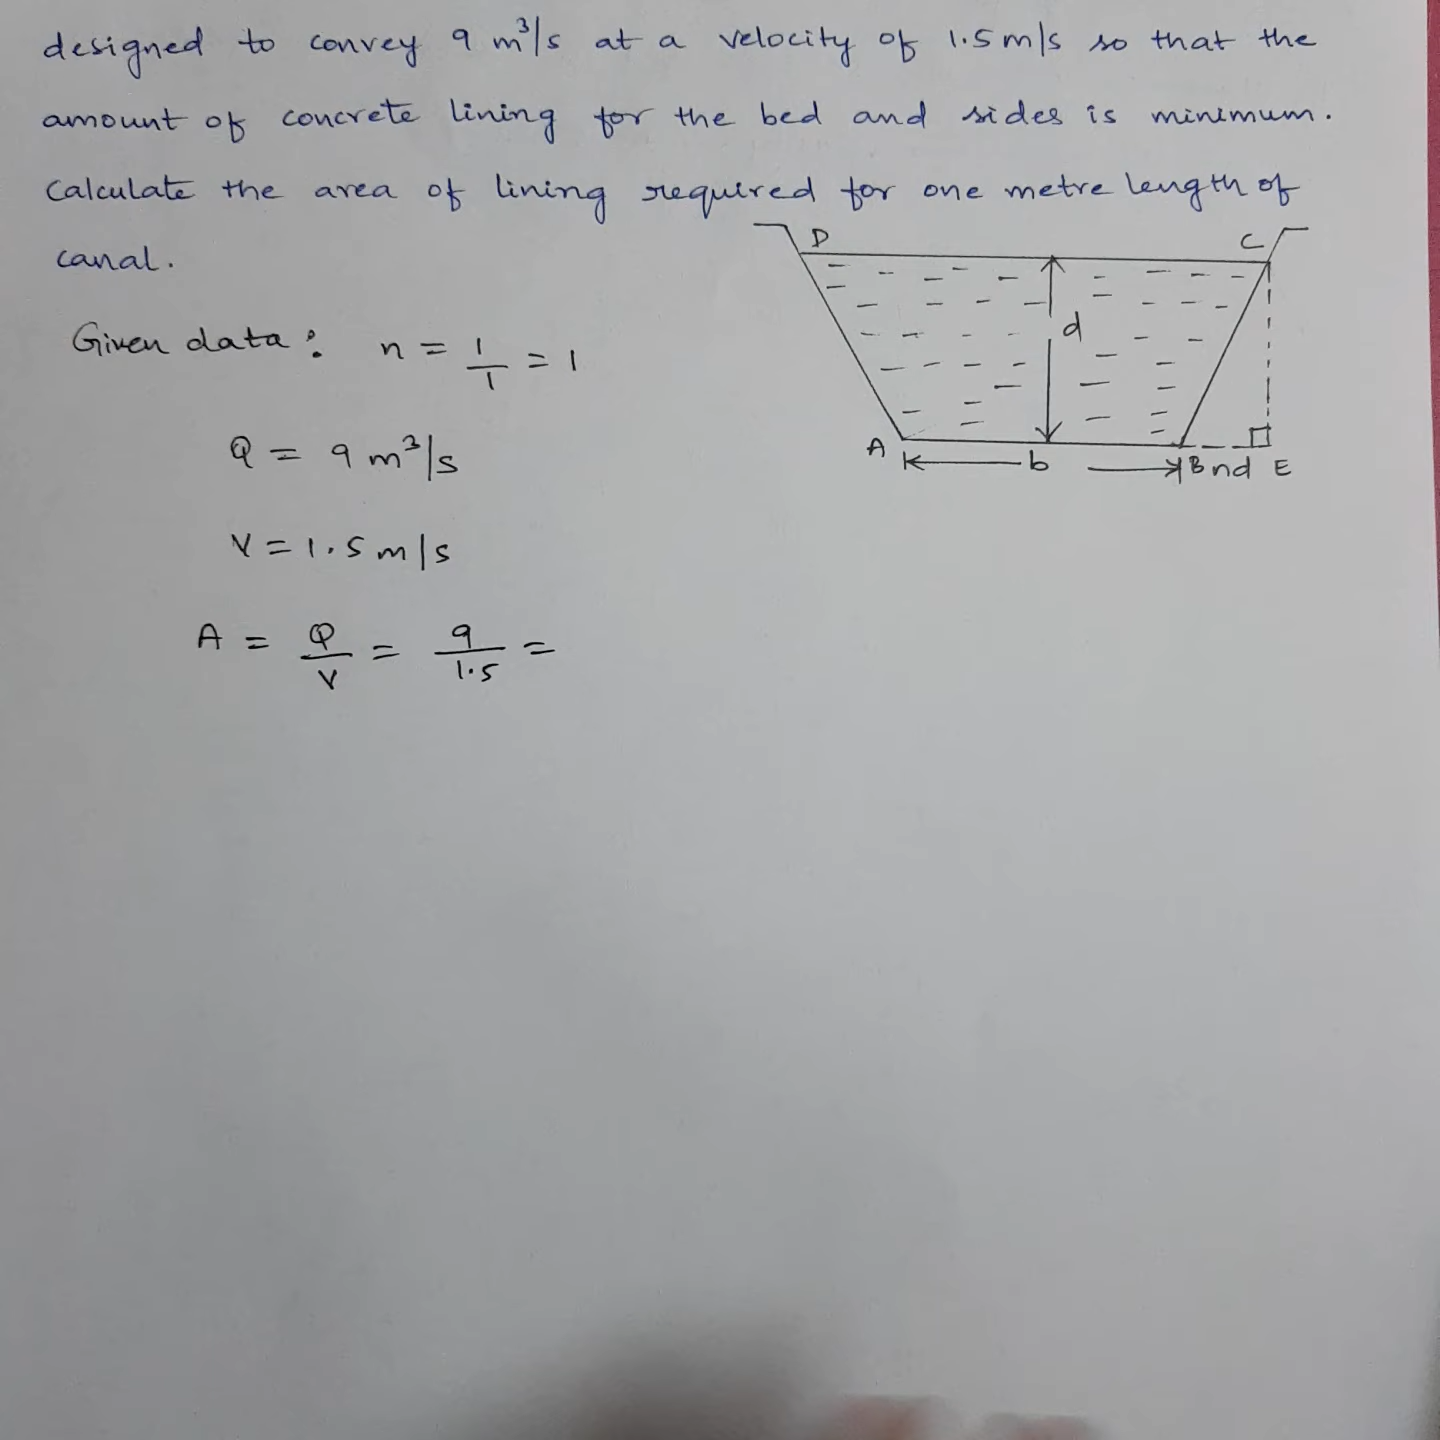 designed to convey 9 m³/s at a velocity of 1.5 m/s so that the
amount of concrete lining for the bed and sides is minimum.
Calculate the area of lining required for one metre length of
canal.
D
C
d
A
b
B nd E
Given data : n = 1/1 = 1
Q = 9 m³/s
V = 1.5 m/s
A = Q/V = 9/1.5 =